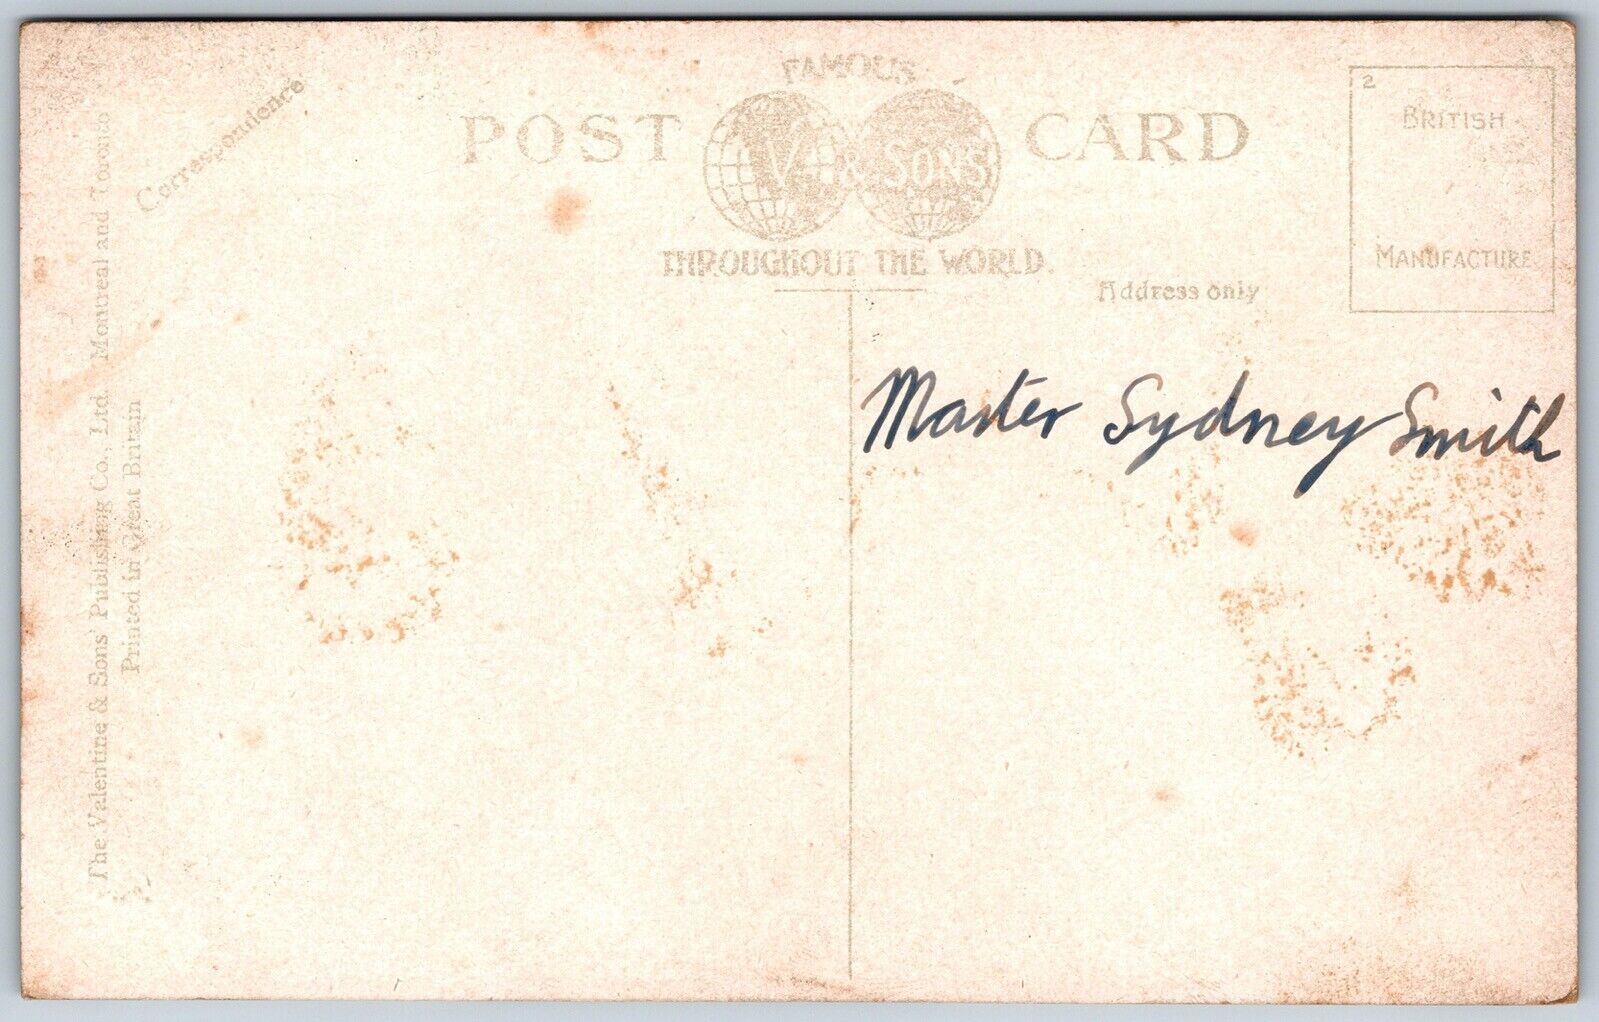 FAMOUS
POST CARD
V. & SONS
THROUGHOUT THE WORLD.
Correspondence
Address only
2
BRITISH
MANUFACTURE
Master Sydney Smith
The Valentine & Sons' Publishing Co., Ltd. Montreal and Toronto
Printed in Great Britain